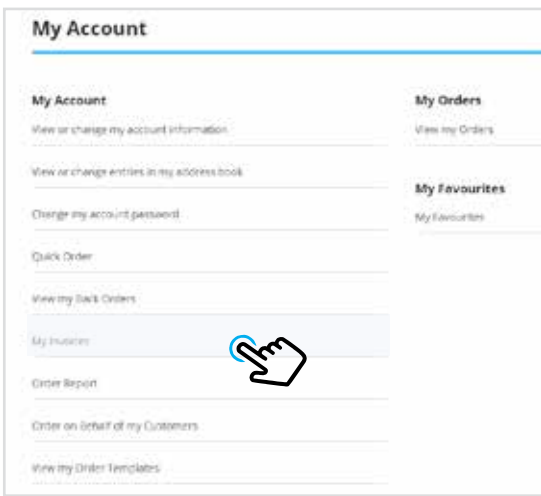 My Account
My Account
View or change my account information
View or change entries in my address book
Change my account password
Quick Order
View my Back Orders
My Invoices
Order Report
Order on Behalf of my Customers
View my Order Templates
My Orders
View my Orders
My Favourites
My Favourites